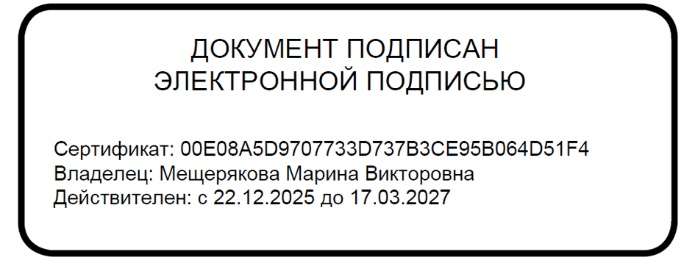 ДОКУМЕНТ ПОДПИСАН
ЭЛЕКТРОННОЙ ПОДПИСЬЮ
Сертификат: 00E08A5D9707733D737B3CE95B064D51F4
Владелец: Мещерякова Марина Викторовна
Действителен: с 22.12.2025 до 17.03.2027